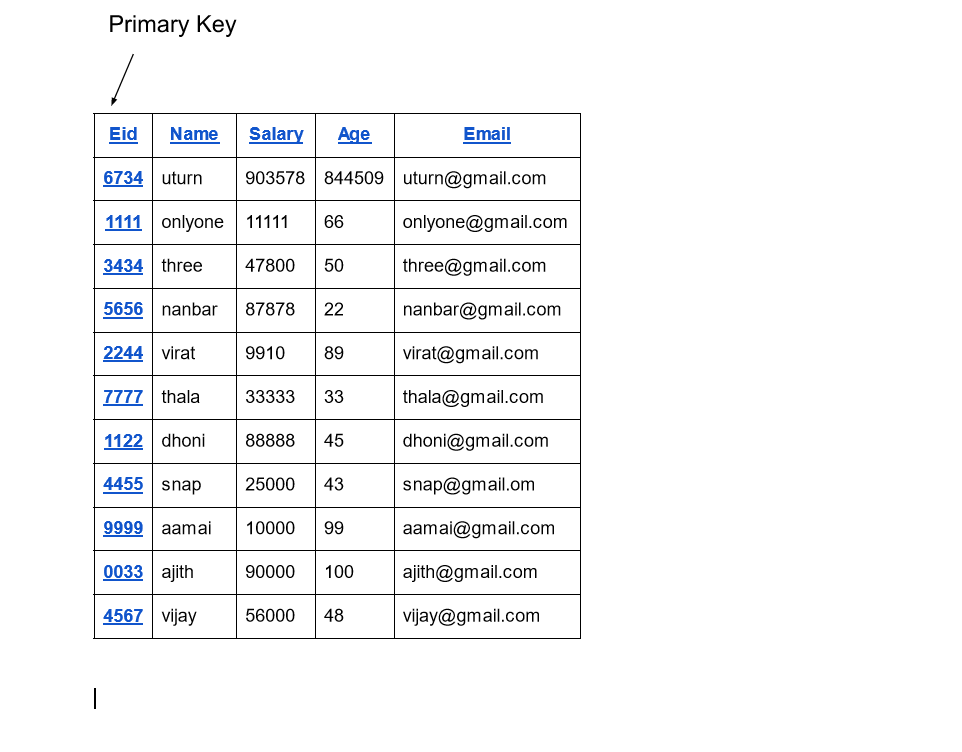 Primary Key
Eid Name Salary Age Email
6734 uturn 903578 844509 uturn@gmail.com
1111 onlyone 11111 66 onlyone@gmail.com
3434 three 47800 50 three@gmail.com
5656 nanbar 87878 22 nanbar@gmail.com
2244 virat 9910 89 virat@gmail.com
7777 thala 33333 33 thala@gmail.com
1122 dhoni 88888 45 dhoni@gmail.com
4455 snap 25000 43 snap@gmail.om
9999 aamai 10000 99 aamai@gmail.com
0033 ajith 90000 100 ajith@gmail.com
4567 vijay 56000 48 vijay@gmail.com